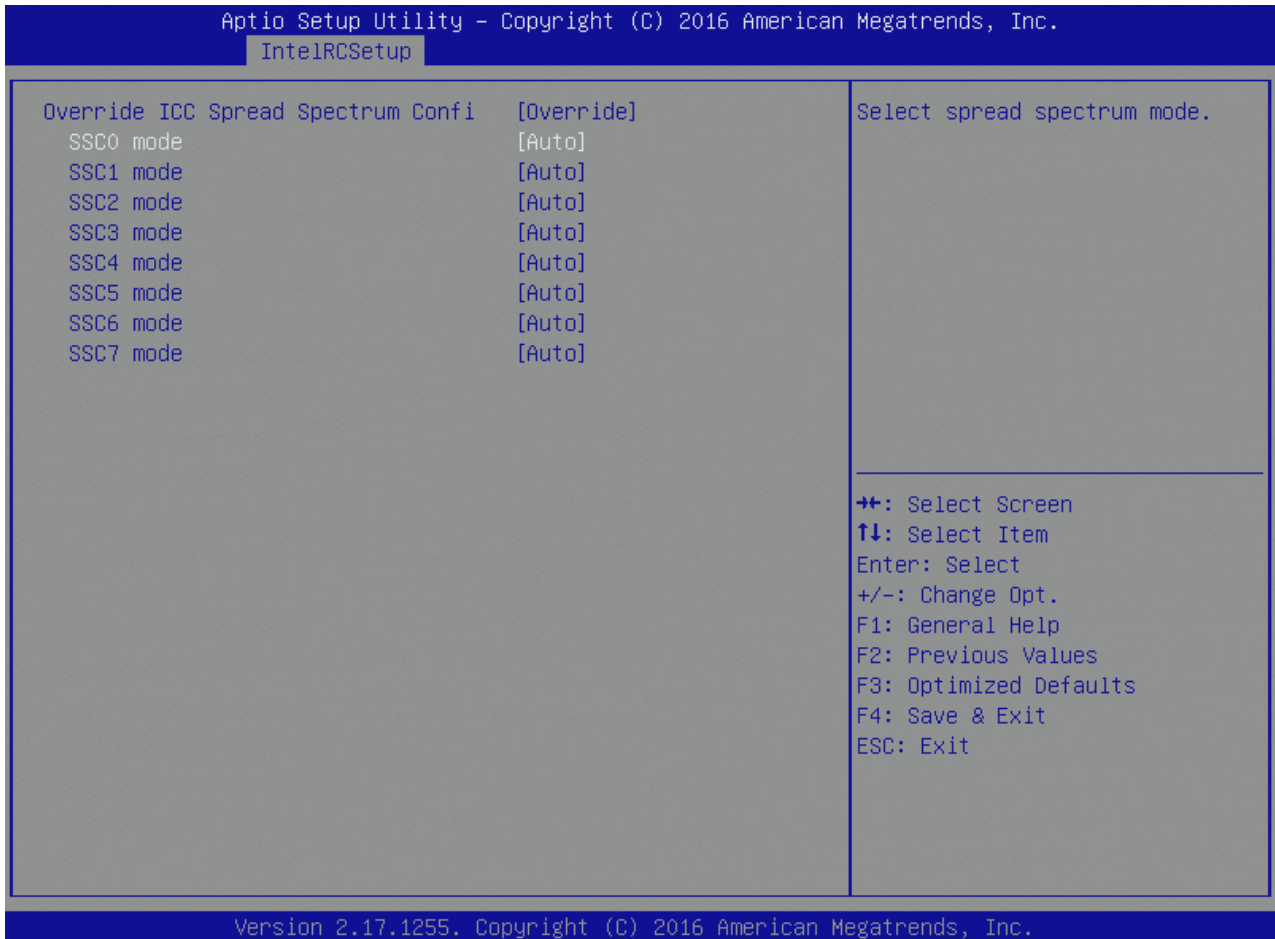 Aptio Setup Utility – Copyright (C) 2016 American Megatrends, Inc.
IntelRCSetup
Override ICC Spread Spectrum Confi [Override]
SSC0 mode [Auto]
SSC1 mode [Auto]
SSC2 mode [Auto]
SSC3 mode [Auto]
SSC4 mode [Auto]
SSC5 mode [Auto]
SSC6 mode [Auto]
SSC7 mode [Auto]
Select spread spectrum mode.
→←: Select Screen
↑↓: Select Item
Enter: Select
+/-: Change Opt.
F1: General Help
F2: Previous Values
F3: Optimized Defaults
F4: Save & Exit
ESC: Exit
Version 2.17.1255. Copyright (C) 2016 American Megatrends, Inc.